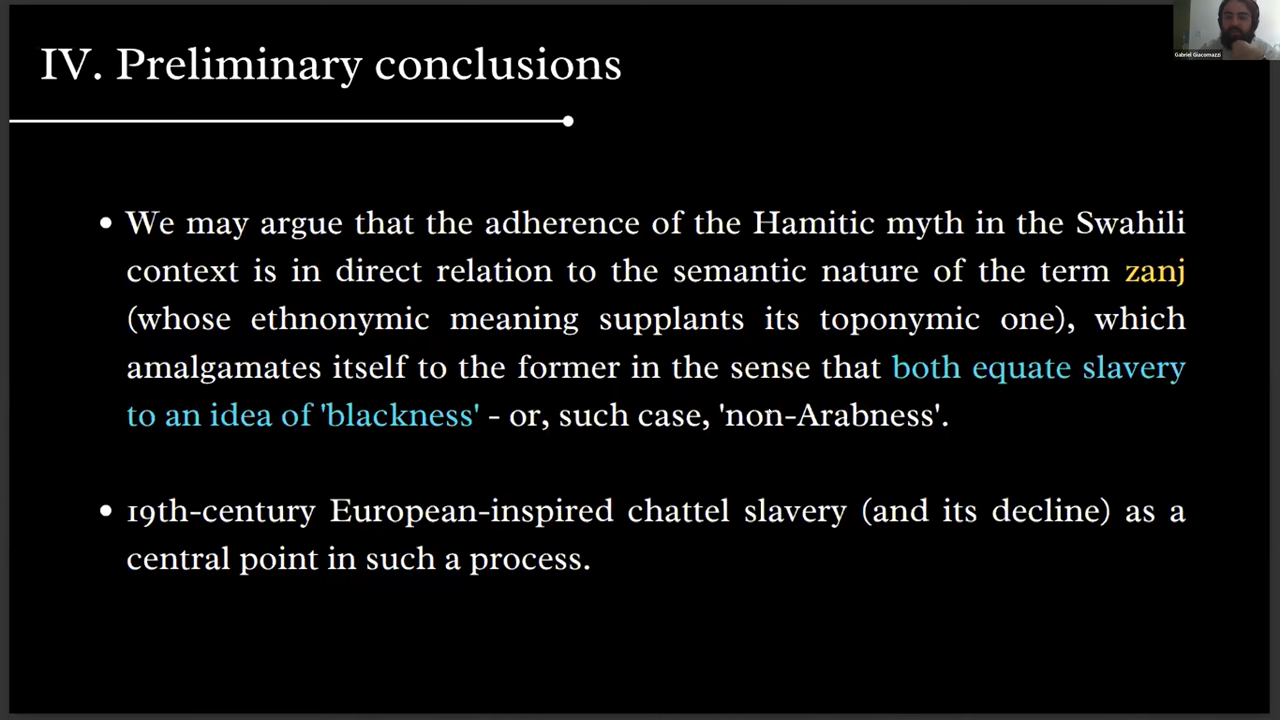 Gabriel Giacomazzi
IV. Preliminary conclusions
• We may argue that the adherence of the Hamitic myth in the Swahili
context is in direct relation to the semantic nature of the term zanj
(whose ethnonymic meaning supplants its toponymic one), which
amalgamates itself to the former in the sense that both equate slavery
to an idea of 'blackness' - or, such case, 'non-Arabness'.
• 19th-century European-inspired chattel slavery (and its decline) as a
central point in such a process.